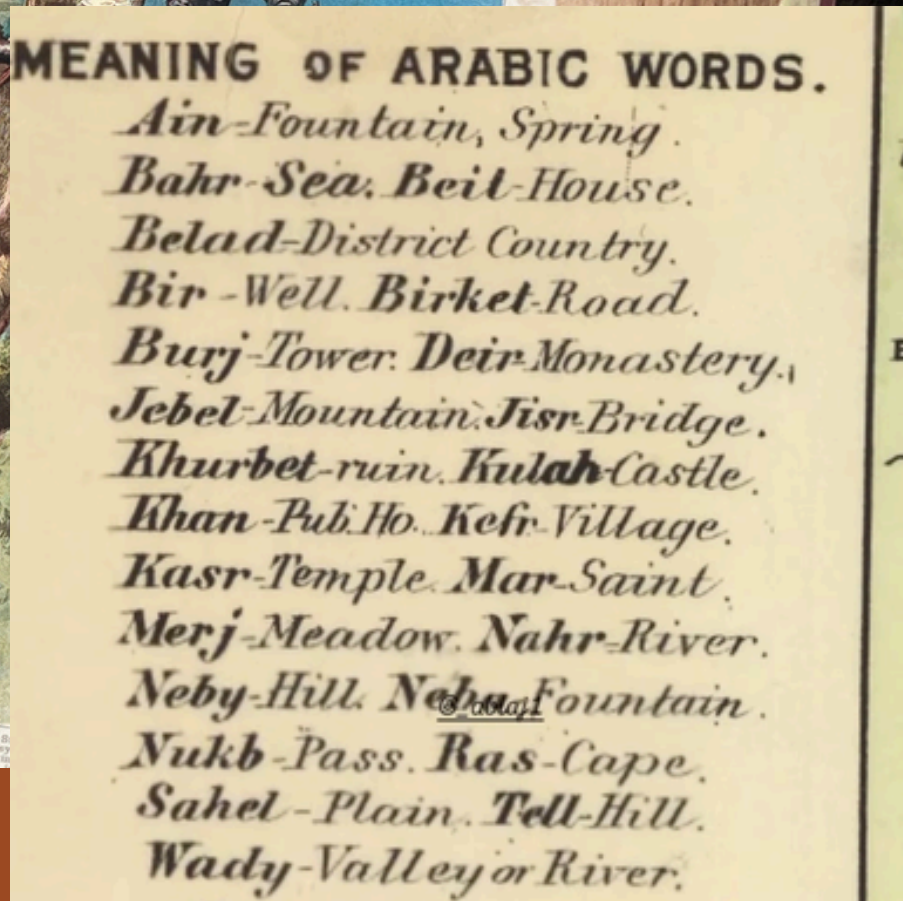 MEANING OF ARABIC WORDS.
Ain-Fountain, Spring.
Bahr-Sea. Beit-House.
Belad-District Country.
Bir-Well. Birket-Road.
Burj-Tower. Deir-Monastery.
Jebel-Mountain. Jisr-Bridge.
Khurbet-ruin. Kulah-Castle.
Khan-Pub. Ho. Kefr-Village.
Kasr-Temple. Mar-Saint.
Merj-Meadow. Nahr-River.
Neby-Hill. Fountain.
Nukb-Pass. Ras-Cape.
Sahel-Plain. Tell-Hill.
Wady-Valley or River.